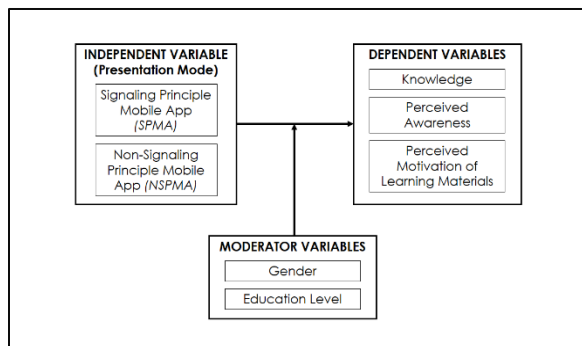 INDEPENDENT VARIABLE
(Presentation Mode)
Signaling Principle
Mobile App
(SPMA)
Non-Signaling
Principle Mobile
App (NSPMA)
DEPENDENT VARIABLES
Knowledge
Perceived
Awareness
Perceived
Motivation of
Learning Materials
MODERATOR VARIABLES
Gender
Education Level